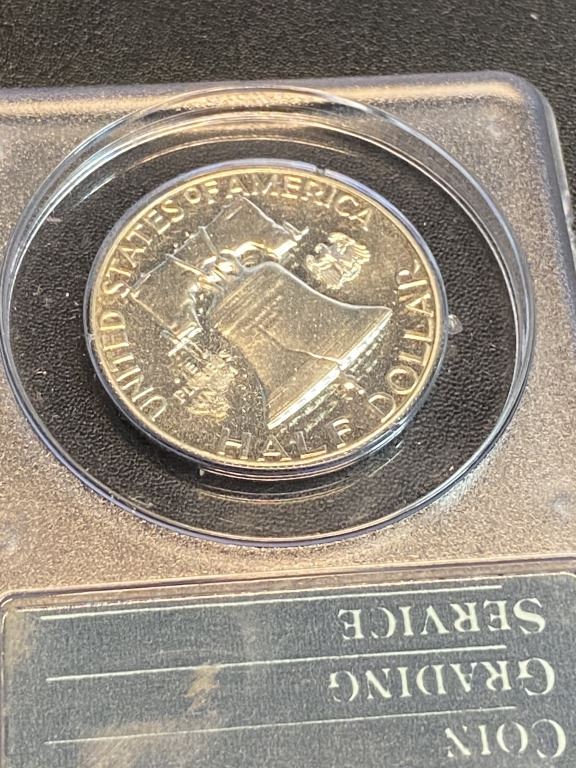 UNITED STATES OF AMERICA
HALF DOLLAR
COIN
GRADING
SERVICE